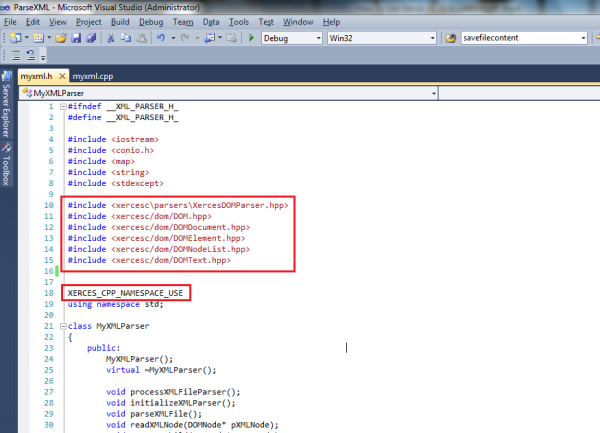 ParseXML - Microsoft Visual Studio (Administrator)
File Edit View Project Build Debug Team Data Tools Test Window Help
Debug Win32 savefilecontent
myxml.h myxml.cpp
Server Explorer
Toolbox
MyXMLParser
1 #ifndef __XML_PARSER_H_
2 #define __XML_PARSER_H_
3
4 #include <iostream>
5 #include <conio.h>
6 #include <map>
7 #include <string>
8 #include <stdexcept>
9
10 #include <xercesc\parsers\XercesDOMParser.hpp>
11 #include <xercesc/dom/DOM.hpp>
12 #include <xercesc/dom/DOMDocument.hpp>
13 #include <xercesc/dom/DOMElement.hpp>
14 #include <xercesc/dom/DOMNodeList.hpp>
15 #include <xercesc/dom/DOMText.hpp>
16
17
18 XERCES_CPP_NAMESPACE_USE
19 using namespace std;
20
21 class MyXMLParser
22 {
23 public:
24 MyXMLParser();
25 virtual ~MyXMLParser();
26
27 void processXMLFileParser();
28 void initializeXMLParser();
29 void parseXMLFile();
30 void readXMLNode(DOMNode* pXMLNode);